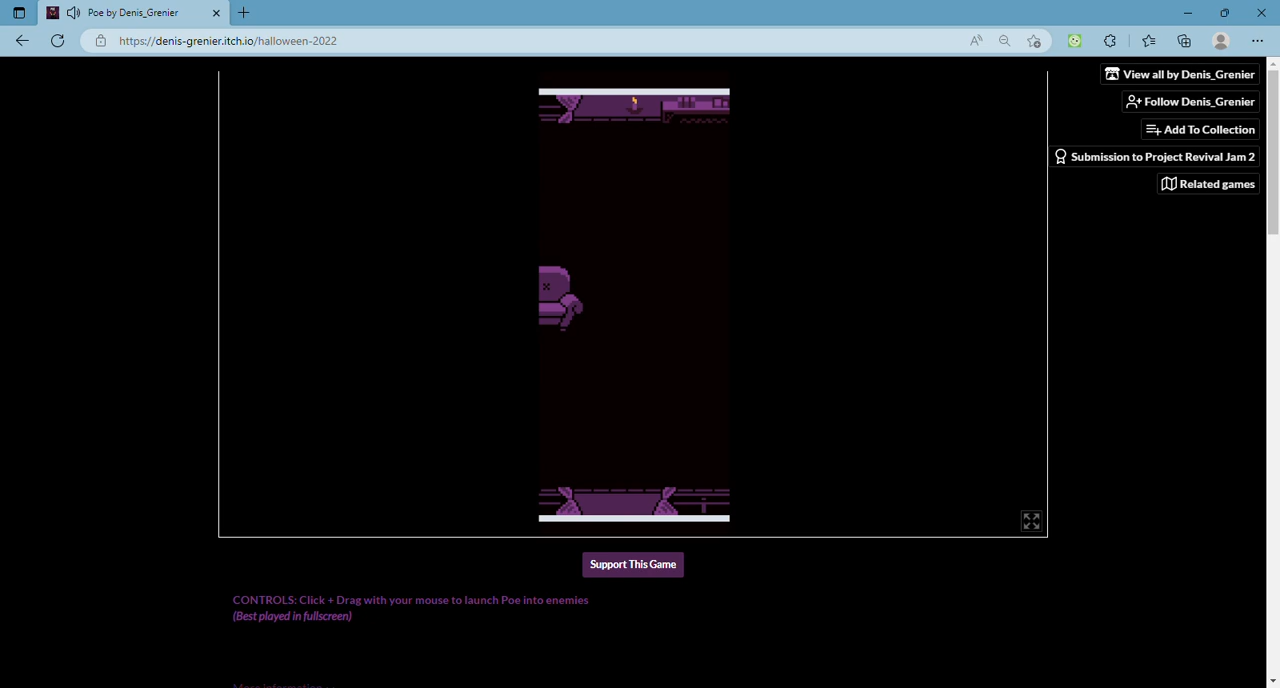 Poe by Denis_Grenier
https://denis-grenier.itch.io/halloween-2022
View all by Denis_Grenier
Follow Denis_Grenier
Add To Collection
Submission to Project Revival Jam 2
Related games
Support This Game
CONTROLS: Click + Drag with your mouse to launch Poe into enemies
(Best played in fullscreen)
More information